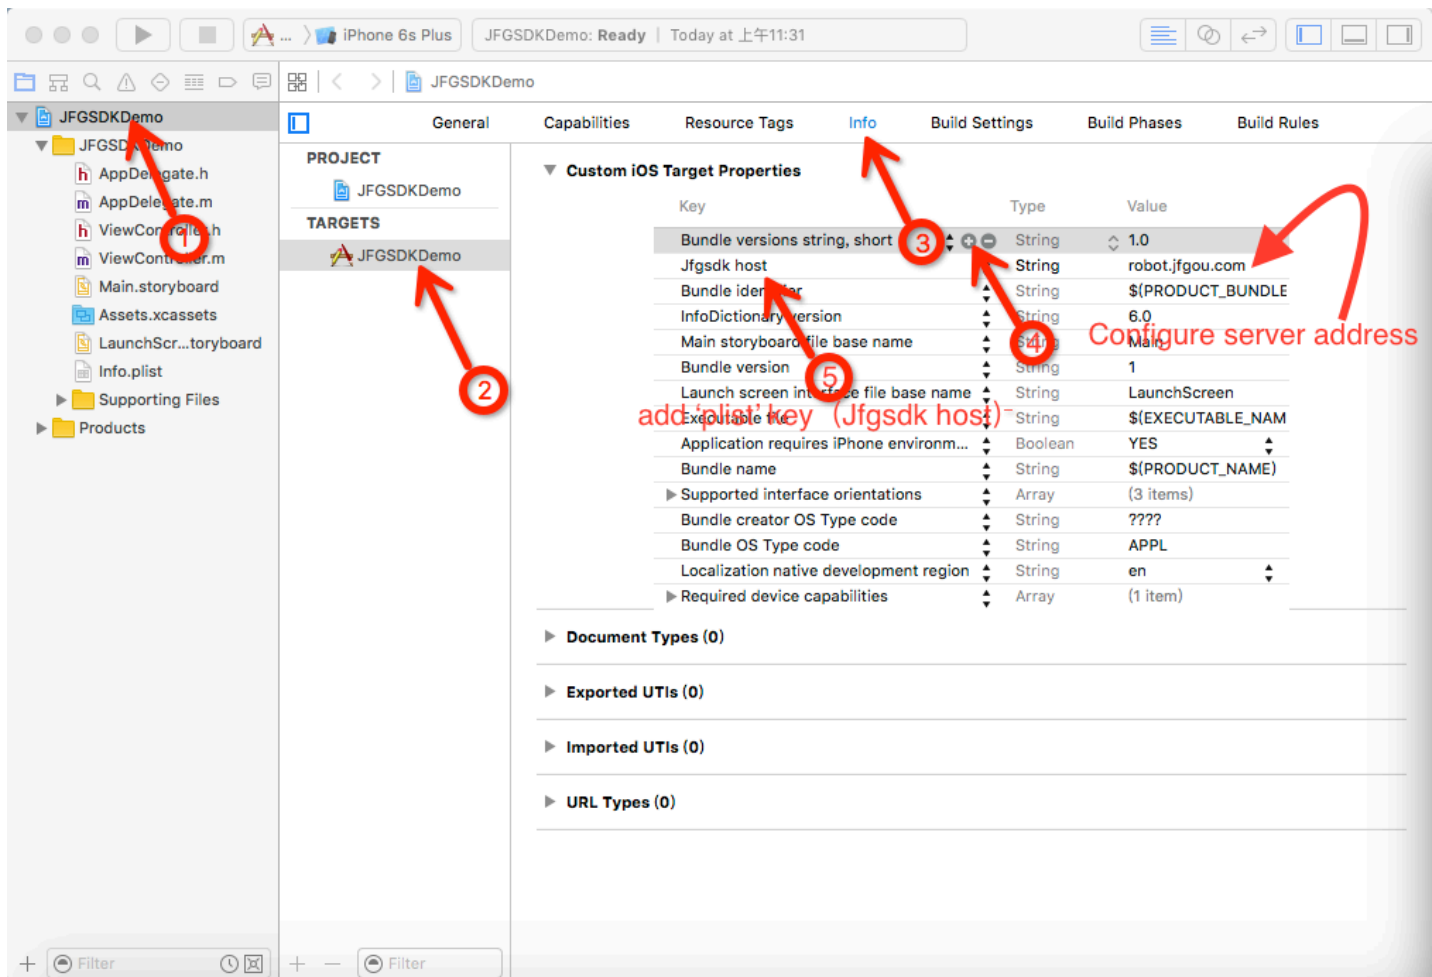 ... iPhone 6s Plus JFGSDKDemo: Ready | Today at 上午11:31
JFGSDKDemo
JFGSDKDemo
JFGSDKDemo
AppDelegate.h
AppDelegate.m
ViewController.h
ViewController.m
Main.storyboard
Assets.xcassets
LaunchScr...toryboard
Info.plist
Supporting Files
Products
Filter
PROJECT
JFGSDKDemo
TARGETS
JFGSDKDemo
Filter
General Capabilities Resource Tags Info Build Settings Build Phases Build Rules
Custom iOS Target Properties
Key Type Value
Bundle versions string, short String 1.0
Jfgsdk host String robot.jfgou.com
Bundle identifier String $(PRODUCT_BUNDLE
InfoDictionary version String 6.0
Main storyboard file base name String Main
Bundle version String 1
Launch screen interface file base name String LaunchScreen
Executable file String $(EXECUTABLE_NAM
Application requires iPhone environm... Boolean YES
Bundle name String $(PRODUCT_NAME)
Supported interface orientations Array (3 items)
Bundle creator OS Type code String ????
Bundle OS Type code String APPL
Localization native development region String en
Required device capabilities Array (1 item)
Document Types (0)
Exported UTIs (0)
Imported UTIs (0)
URL Types (0)
1
2
3
4
5
Configure server address
add 'plist' key（Jfgsdk host）